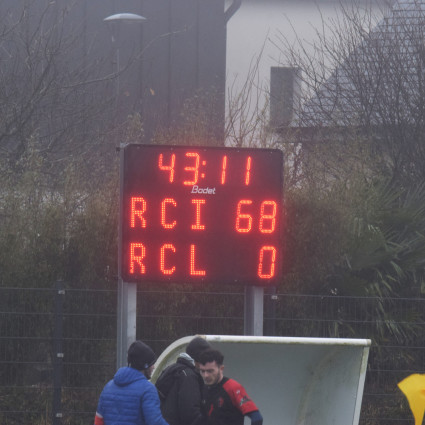 43:11
Bodet
RCI 68
RCL 0